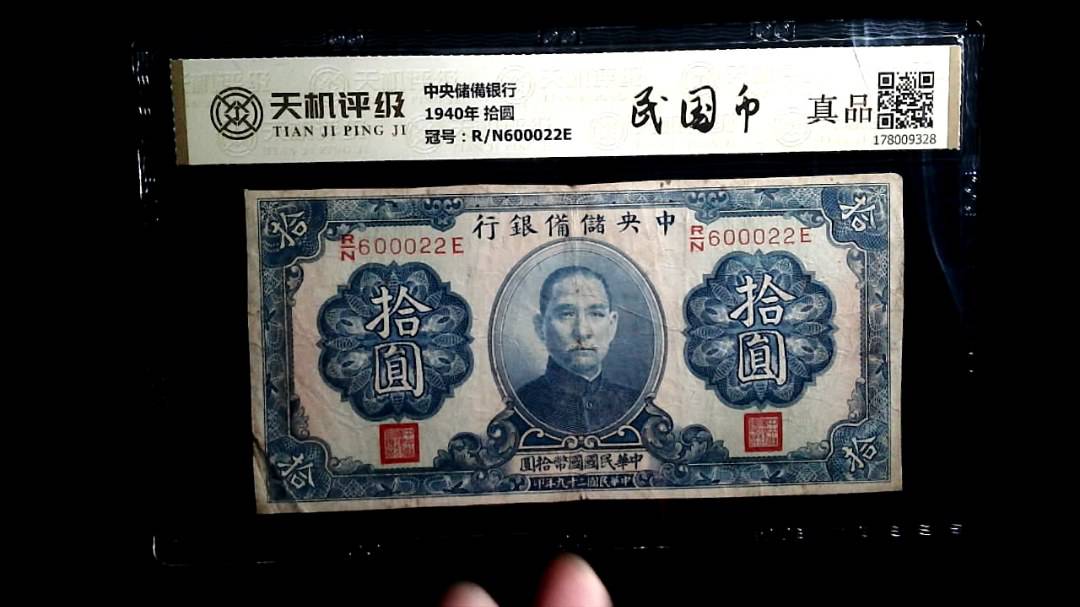 天机评级
TIAN JI PING JI
中央储備银行
1940年 拾圆
冠号：R/N600022E
民国币
真品
178009328
拾
拾
行銀備儲央中
R/N600022E
R/N600022E
拾圓
拾圓
圓拾幣國國民華中
印年九十二國民華中
拾
拾